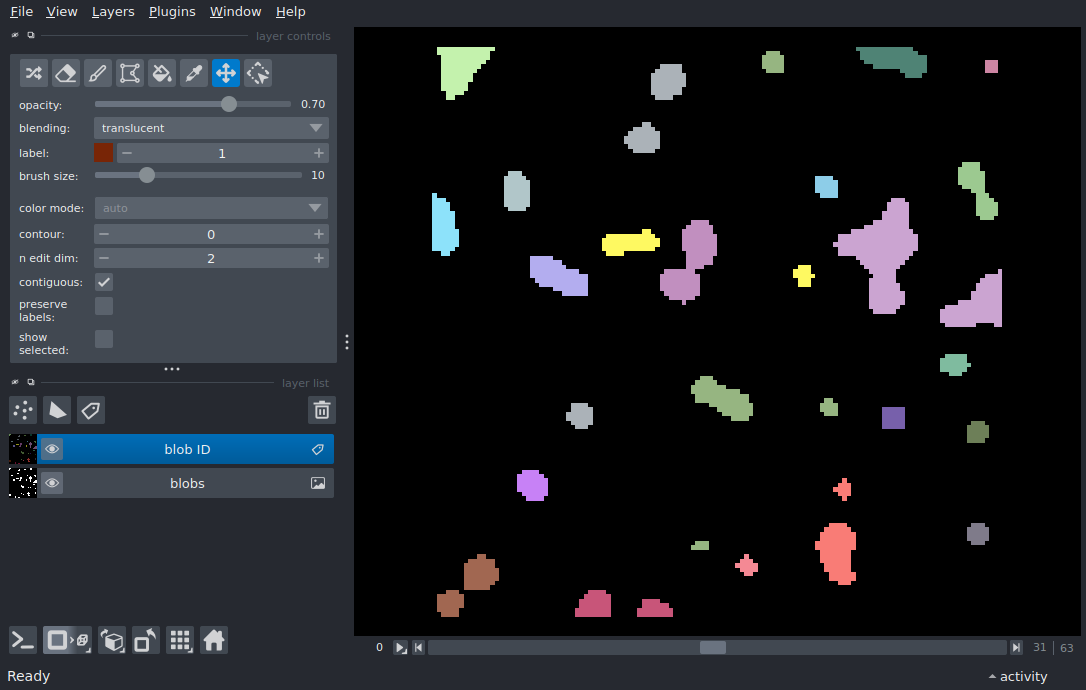 File View Layers Plugins Window Help
layer controls
opacity: 0.70
blending: translucent
label: 1
brush size: 10
color mode: auto
contour: 0
n edit dim: 2
contiguous:
preserve
labels:
show
selected:
layer list
blob ID
blobs
0 31 63
Ready activity